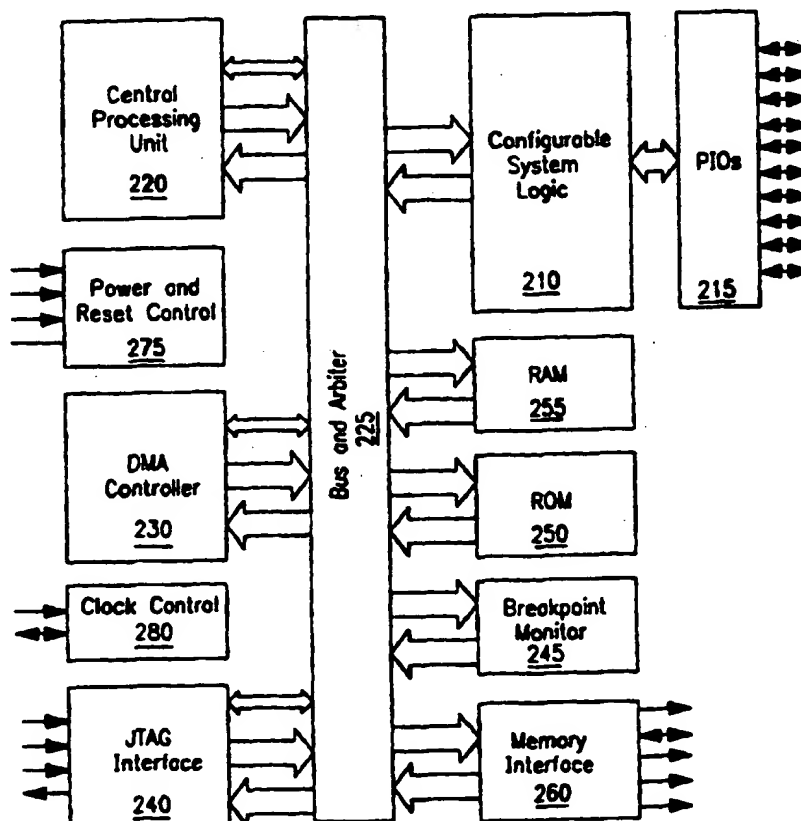 Central
Processing
Unit
220
Power and
Reset Control
275
DMA
Controller
230
Clock Control
280
JTAG
Interface
240
Bus and Arbiter
225
Configurable
System
Logic
210
PIOs
215
RAM
255
ROM
250
Breakpoint
Monitor
245
Memory
Interface
260